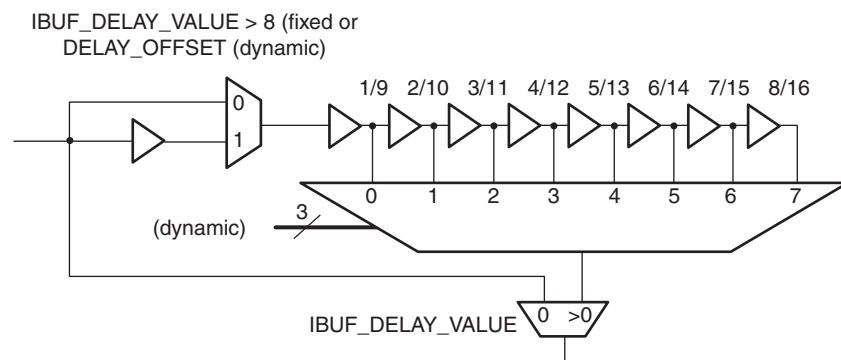 IBUF_DELAY_VALUE > 8 (fixed or
DELAY_OFFSET (dynamic)
1/9 2/10 3/11 4/12 5/13 6/14 7/15 8/16
0
1
0 1 2 3 4 5 6 7
3
(dynamic)
0 >0
IBUF_DELAY_VALUE